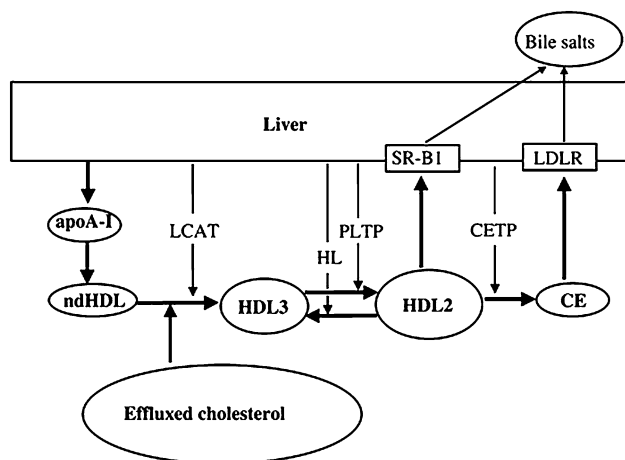 Bile salts
Liver
SR-B1
LDLR
apoA-I
LCAT
PLTP
CETP
HL
ndHDL
HDL3
HDL2
CE
Effluxed cholesterol